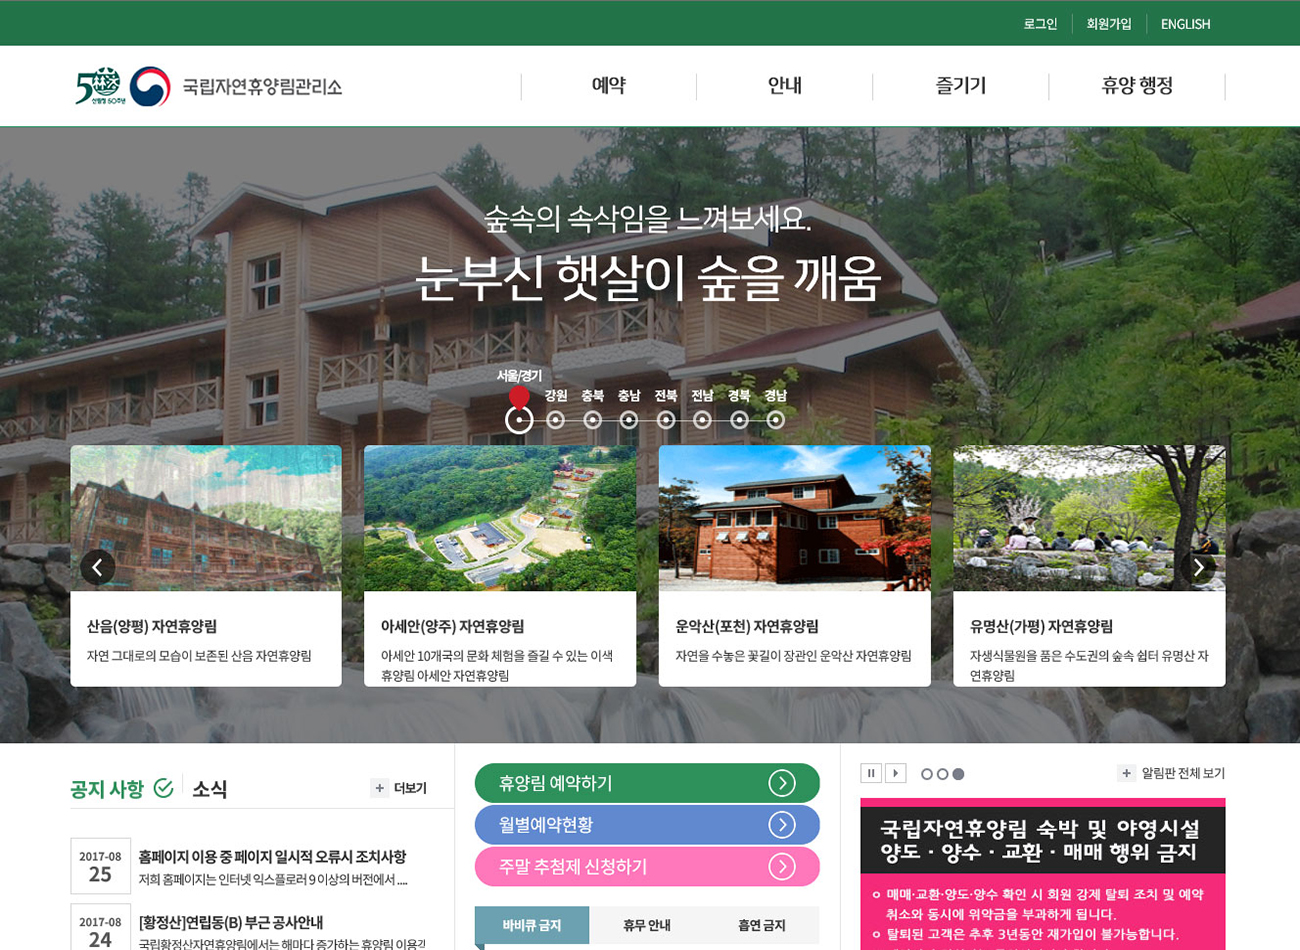 로그인
회원가입
ENGLISH
50
산림청 50주년
국립자연휴양림관리소
예약
안내
즐기기
휴양 행정
숲속의 속삭임을 느껴보세요.
눈부신 햇살이 숲을 깨움
서울/경기
강원
충북
충남
전북
전남
경북
경남
산음(양평) 자연휴양림
자연 그대로의 모습이 보존된 산음 자연휴양림
아세안(양주) 자연휴양림
아세안 10개국의 문화 체험을 즐길 수 있는 이색
휴양림 아세안 자연휴양림
운악산(포천) 자연휴양림
자연을 수놓은 꽃길이 장관인 운악산 자연휴양림
유명산(가평) 자연휴양림
자생식물원을 품은 수도권의 숲속 쉼터 유명산 자
연휴양림
공지 사항
소식
더보기
2017-08
25
홈페이지 이용 중 페이지 일시적 오류시 조치사항
저희 홈페이지는 인터넷 익스플로러 9 이상의 버전에서 ....
2017-08
24
[황정산]연립동(B) 부근 공사안내
국립황정산자연휴양림에서는 해마다 증가하는 휴양림 이용객
휴양림 예약하기
월별예약현황
주말 추첨제 신청하기
바비큐 금지
휴무 안내
흡연 금지
알림판 전체 보기
국립자연휴양림 숙박 및 야영시설
양도 · 양수 · 교환 · 매매 행위 금지
매매·교환·양도·양수 확인 시 회원 강제 탈퇴 조치 및 예약
취소와 동시에 위약금을 부과하게 됩니다.
탈퇴된 고객은 추후 3년동안 재가입이 불가능합니다.